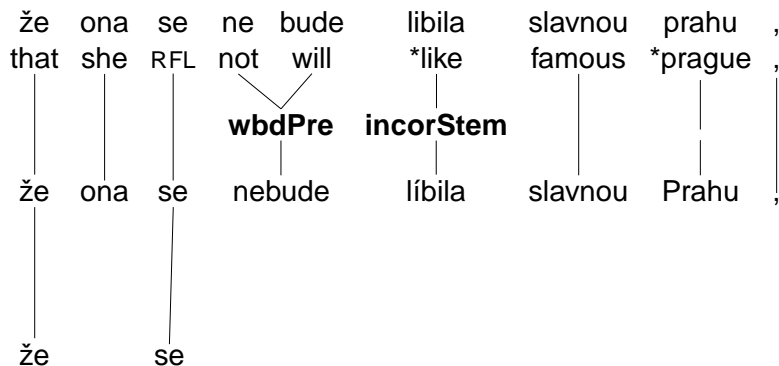 že ona se ne bude libila slavnou prahu ,
that she RFL not will *like famous *prague ,
wbdPre incorStem
že ona se nebude líbila slavnou Prahu ,
že se